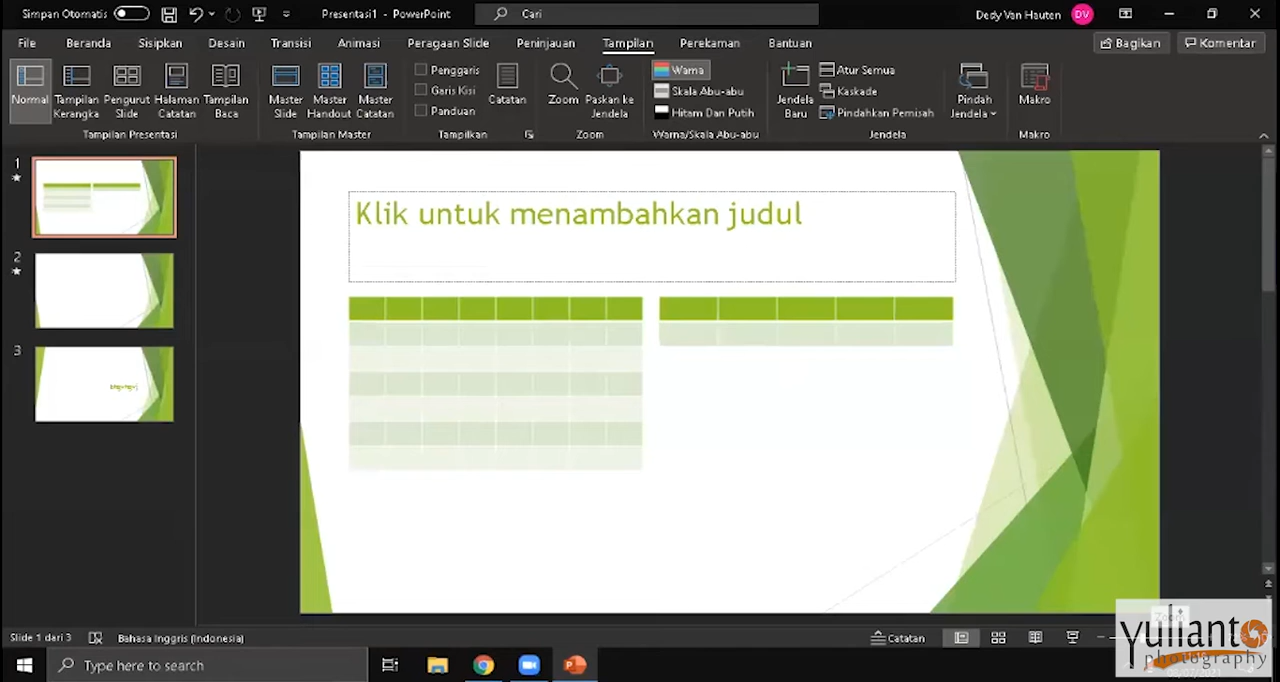 Simpan Otomatis
Presentasi1 - PowerPoint
Cari
Dedy Van Hauten
DV
File Beranda Sisipkan Desain Transisi Animasi Peragaan Slide Peninjauan Tampilan Perekaman Bantuan
Bagikan
Komentar
Normal
Tampilan Kerangka
Pengurut Slide
Halaman Catatan
Tampilan Baca
Tampilan Presentasi
Master Slide
Master Handout
Master Catatan
Tampilan Master
Penggaris
Garis Kisi
Panduan
Catatan
Tampilkan
Zoom
Paskan ke Jendela
Zoom
Warna
Skala Abu-abu
Hitam Dan Putih
Warna/Skala Abu-abu
Jendela Baru
Atur Semua
Kaskade
Pindahkan Pemisah
Pindah Jendela
Jendela
Makro
Makro
1
2
3
Klik untuk menambahkan judul
Slide 1 dari 3
Bahasa Inggris (Indonesia)
Catatan
Type here to search
yulianto
photography